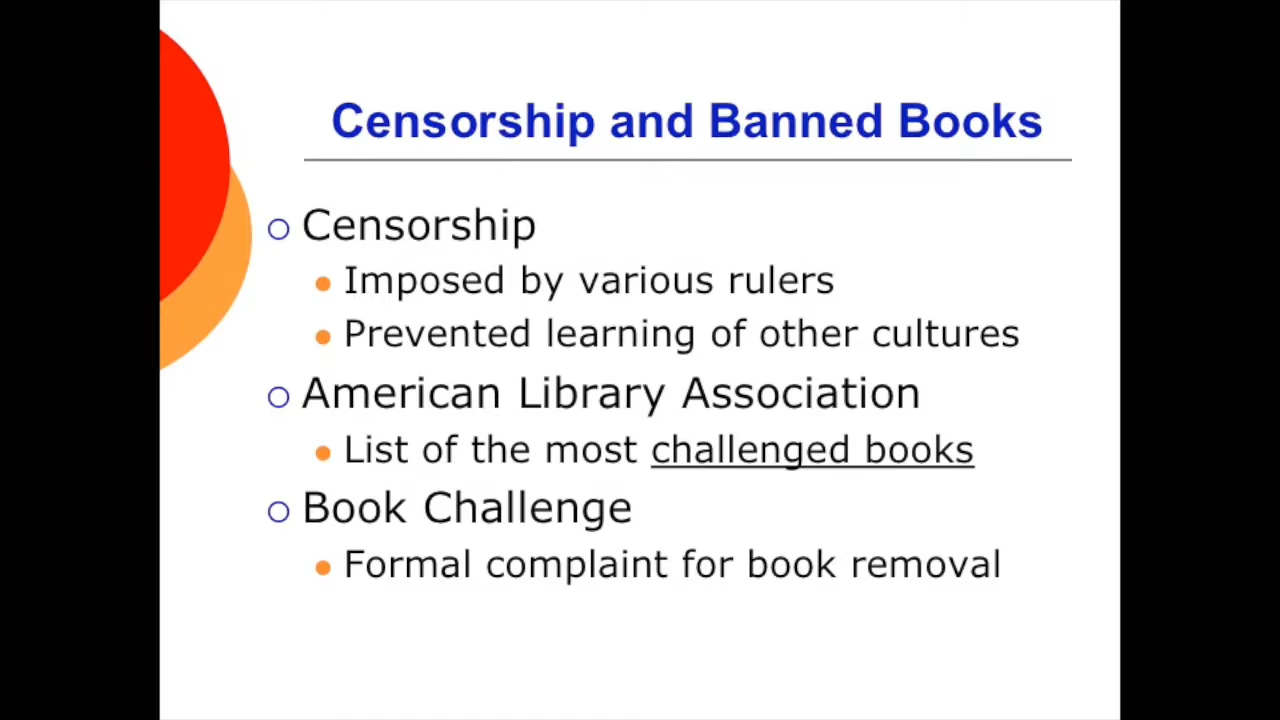 Censorship and Banned Books
Censorship
Imposed by various rulers
Prevented learning of other cultures
American Library Association
List of the most challenged books
Book Challenge
Formal complaint for book removal